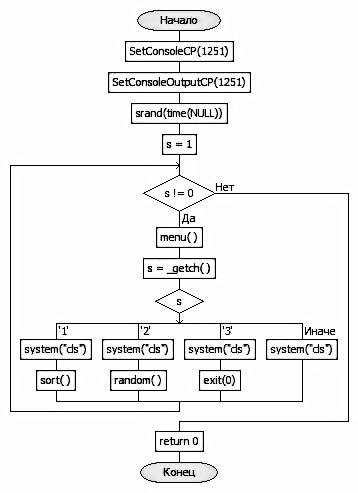 Начало
SetConsoleCP(1251)
SetConsoleOutputCP(1251)
srand(time(NULL))
s = 1
s != 0
Нет
Да
menu( )
s = _getch( )
s
'1' '2' '3' Иначе
system("cls") system("cls") system("cls") system("cls")
sort( ) random( ) exit(0)
return 0
Конец